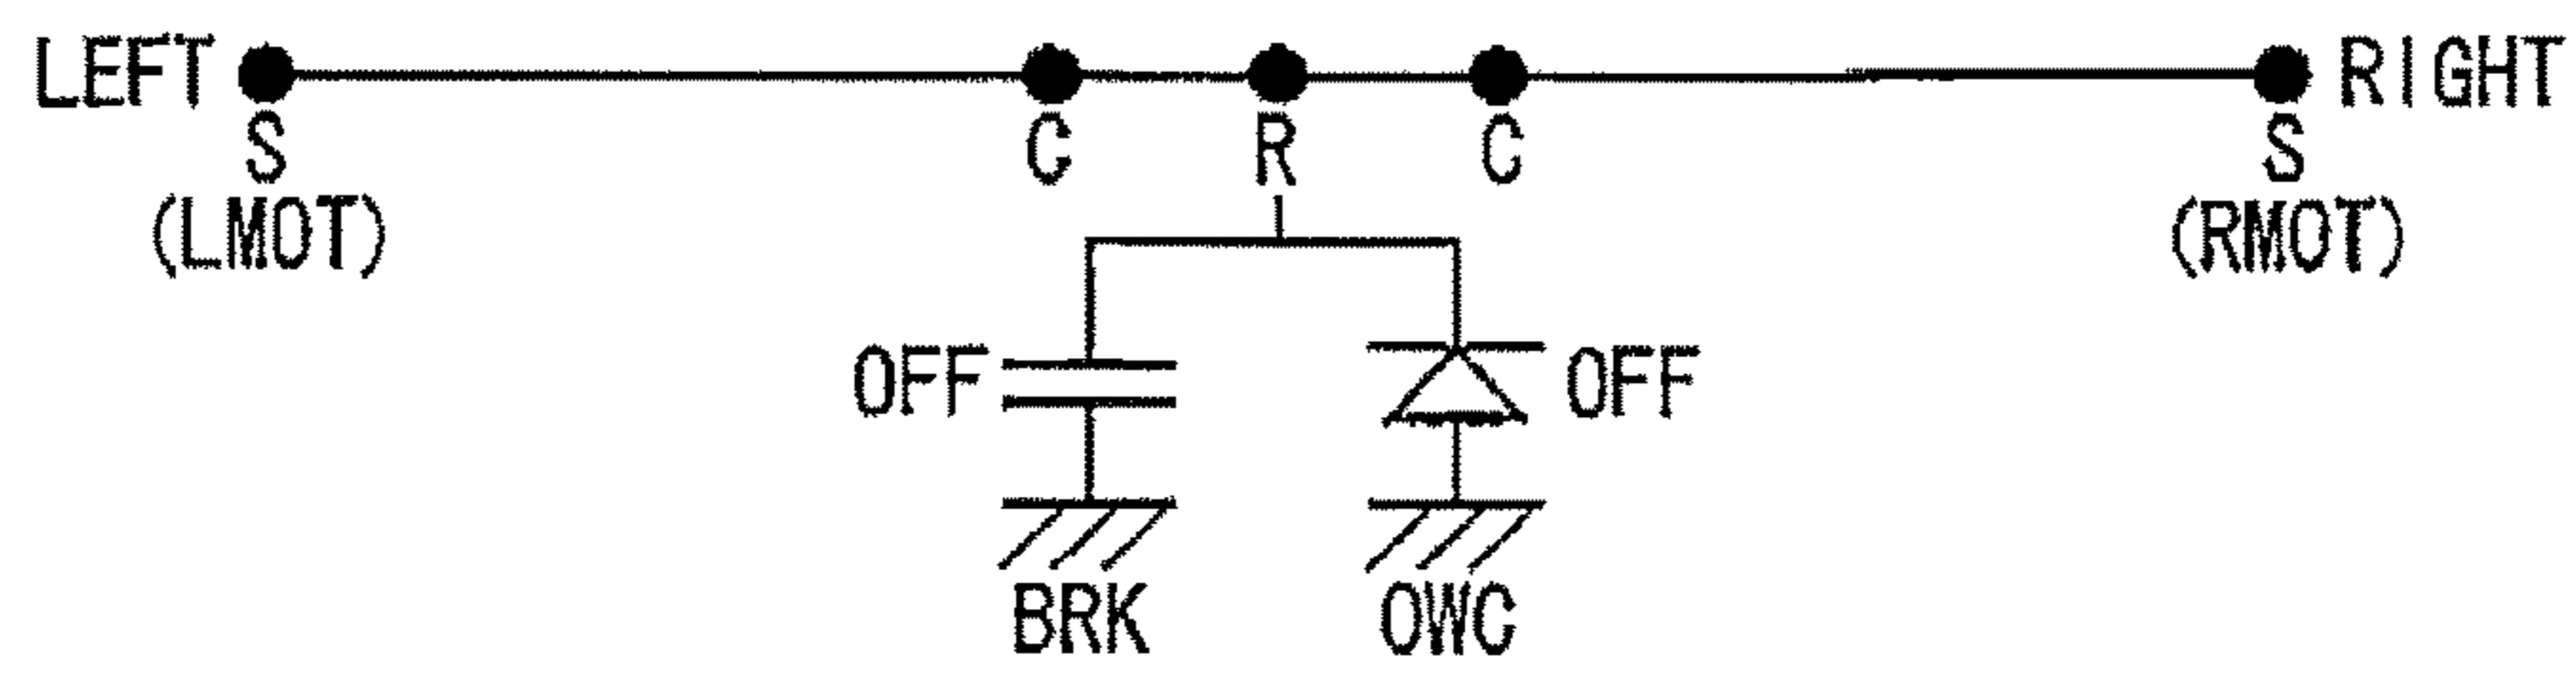 LEFT RIGHT
S C R C S
(LMOT) (RMOT)
OFF OFF
BRK OWC